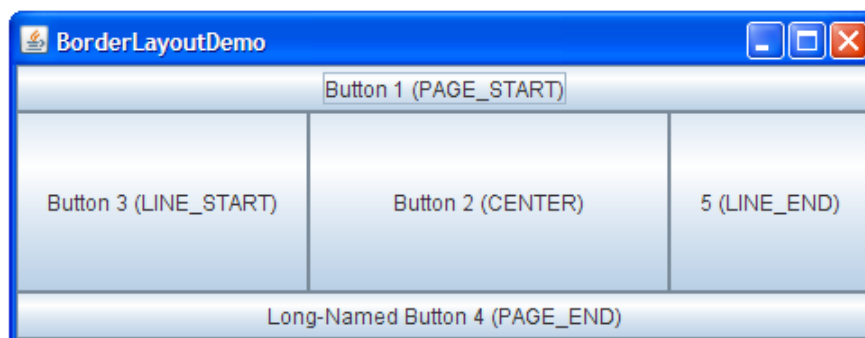 BorderLayoutDemo
Button 1 (PAGE_START)
Button 3 (LINE_START)
Button 2 (CENTER)
5 (LINE_END)
Long-Named Button 4 (PAGE_END)